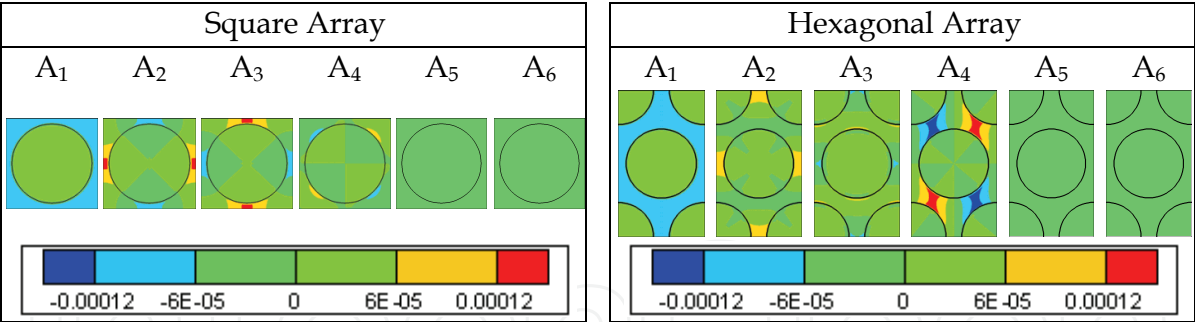 Square Array
A₁ A₂ A₃ A₄ A₅ A₆
-0.00012 -6E-05 0 6E-05 0.00012
Hexagonal Array
A₁ A₂ A₃ A₄ A₅ A₆
-0.00012 -6E-05 0 6E-05 0.00012